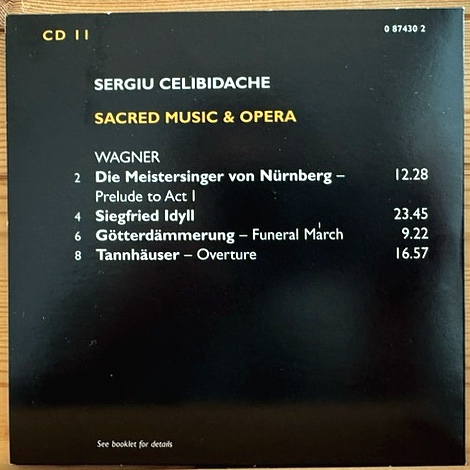 CD 11
0 87430 2
SERGIU CELIBIDACHE
SACRED MUSIC & OPERA
WAGNER
2 Die Meistersinger von Nürnberg – 12.28
Prelude to Act I
4 Siegfried Idyll 23.45
6 Götterdämmerung – Funeral March 9.22
8 Tannhäuser – Overture 16.57
See booklet for details